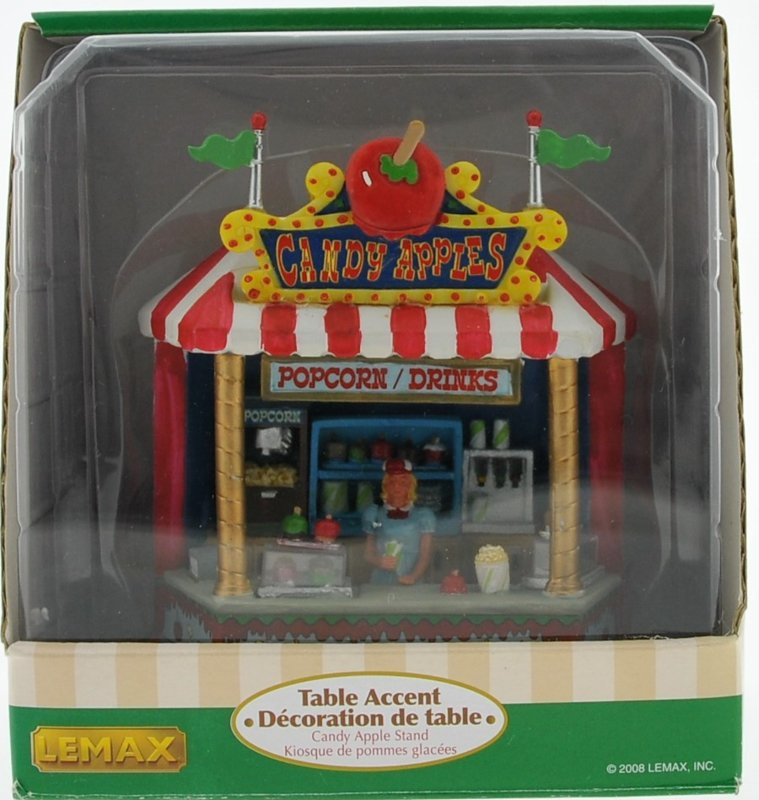 CANDY APPLES
POPCORN / DRINKS
POPCORN
Table Accent
• Décoration de table •
Candy Apple Stand
Kiosque de pommes glacées
LEMAX
© 2008 LEMAX, INC.